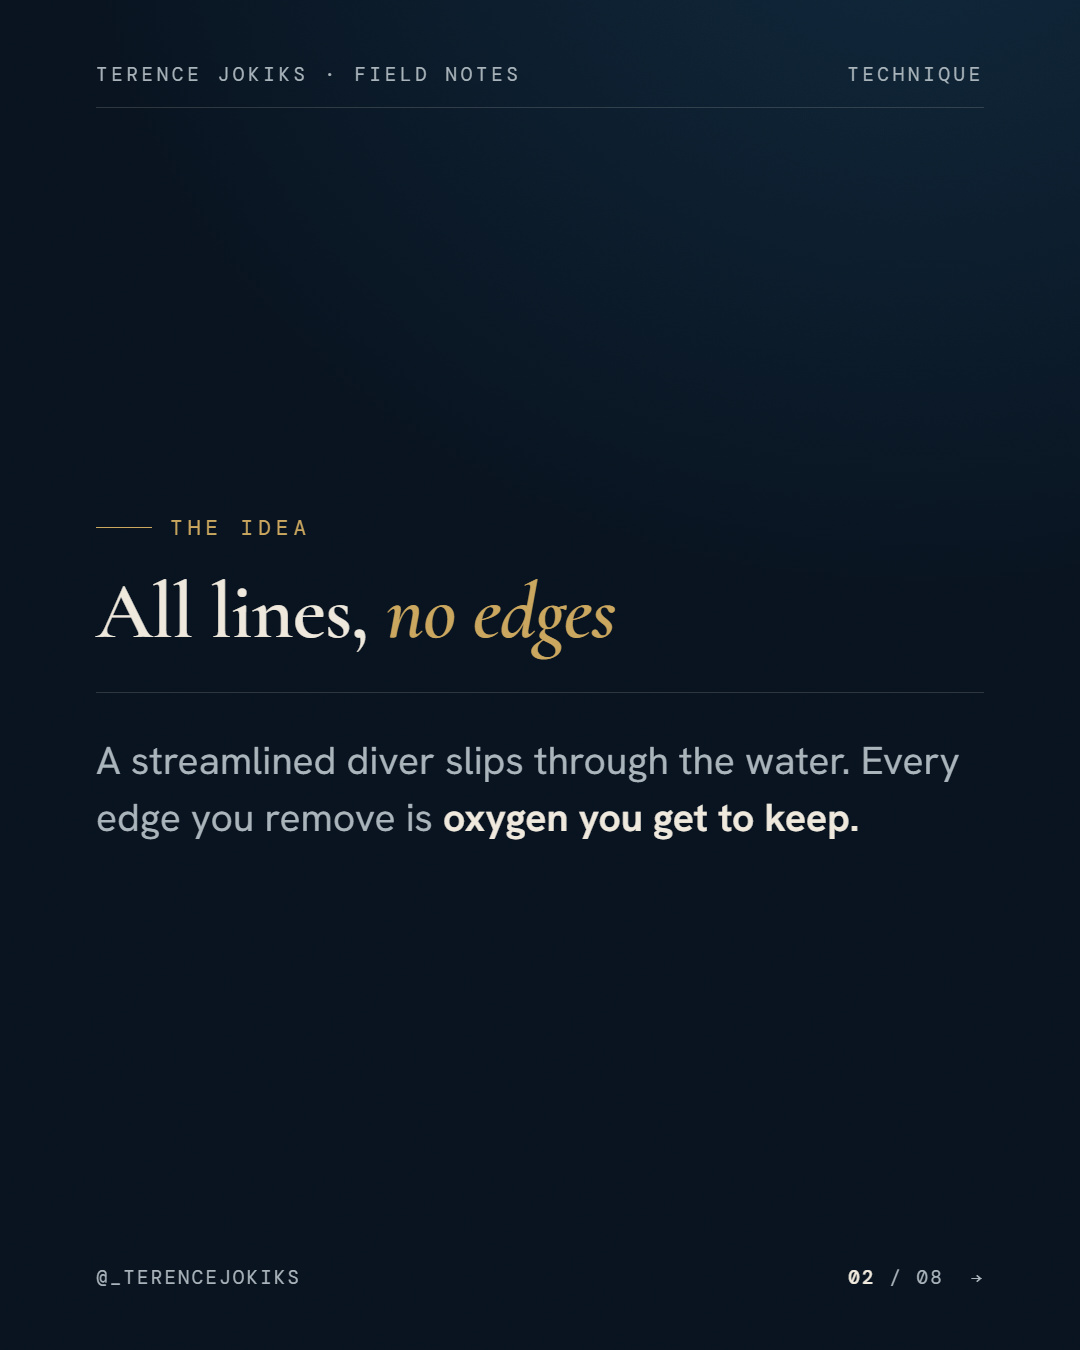 TERENCE JOKIKS · FIELD NOTES
TECHNIQUE
THE IDEA
All lines, no edges
A streamlined diver slips through the water. Every
edge you remove is oxygen you get to keep.
@_TERENCEJOKIKS
02 / 08 →